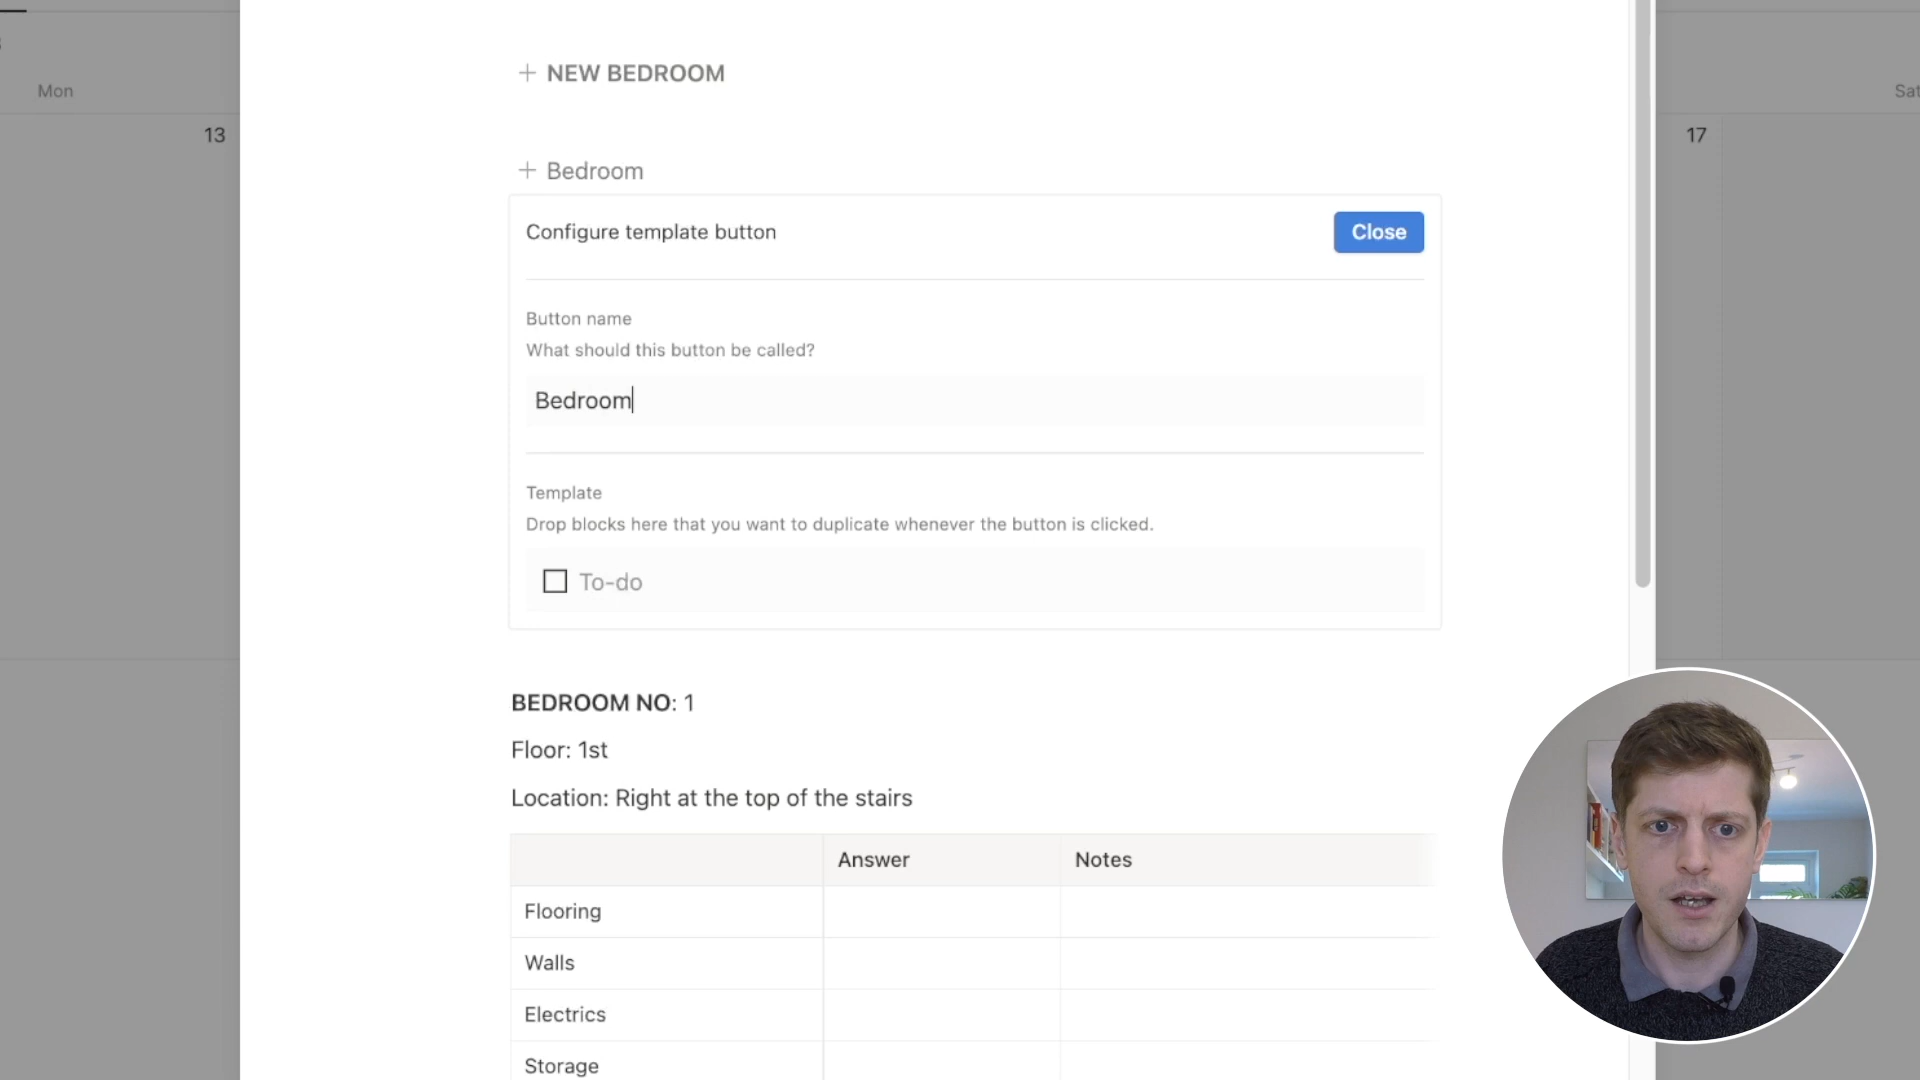 Mon
Sat
13
17
+ NEW BEDROOM
+ Bedroom
Configure template button
Close
Button name
What should this button be called?
Bedroom
Template
Drop blocks here that you want to duplicate whenever the button is clicked.
To-do
BEDROOM NO: 1
Floor: 1st
Location: Right at the top of the stairs
Answer Notes
Flooring
Walls
Electrics
Storage